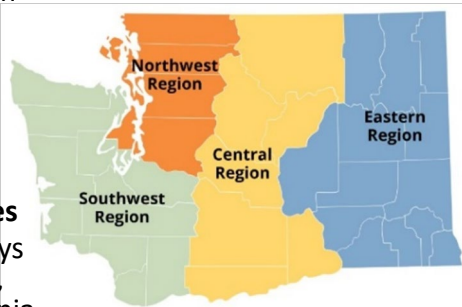 Northwest
Region
Eastern
Region
Central
Region
Southwest
Region
es
ys